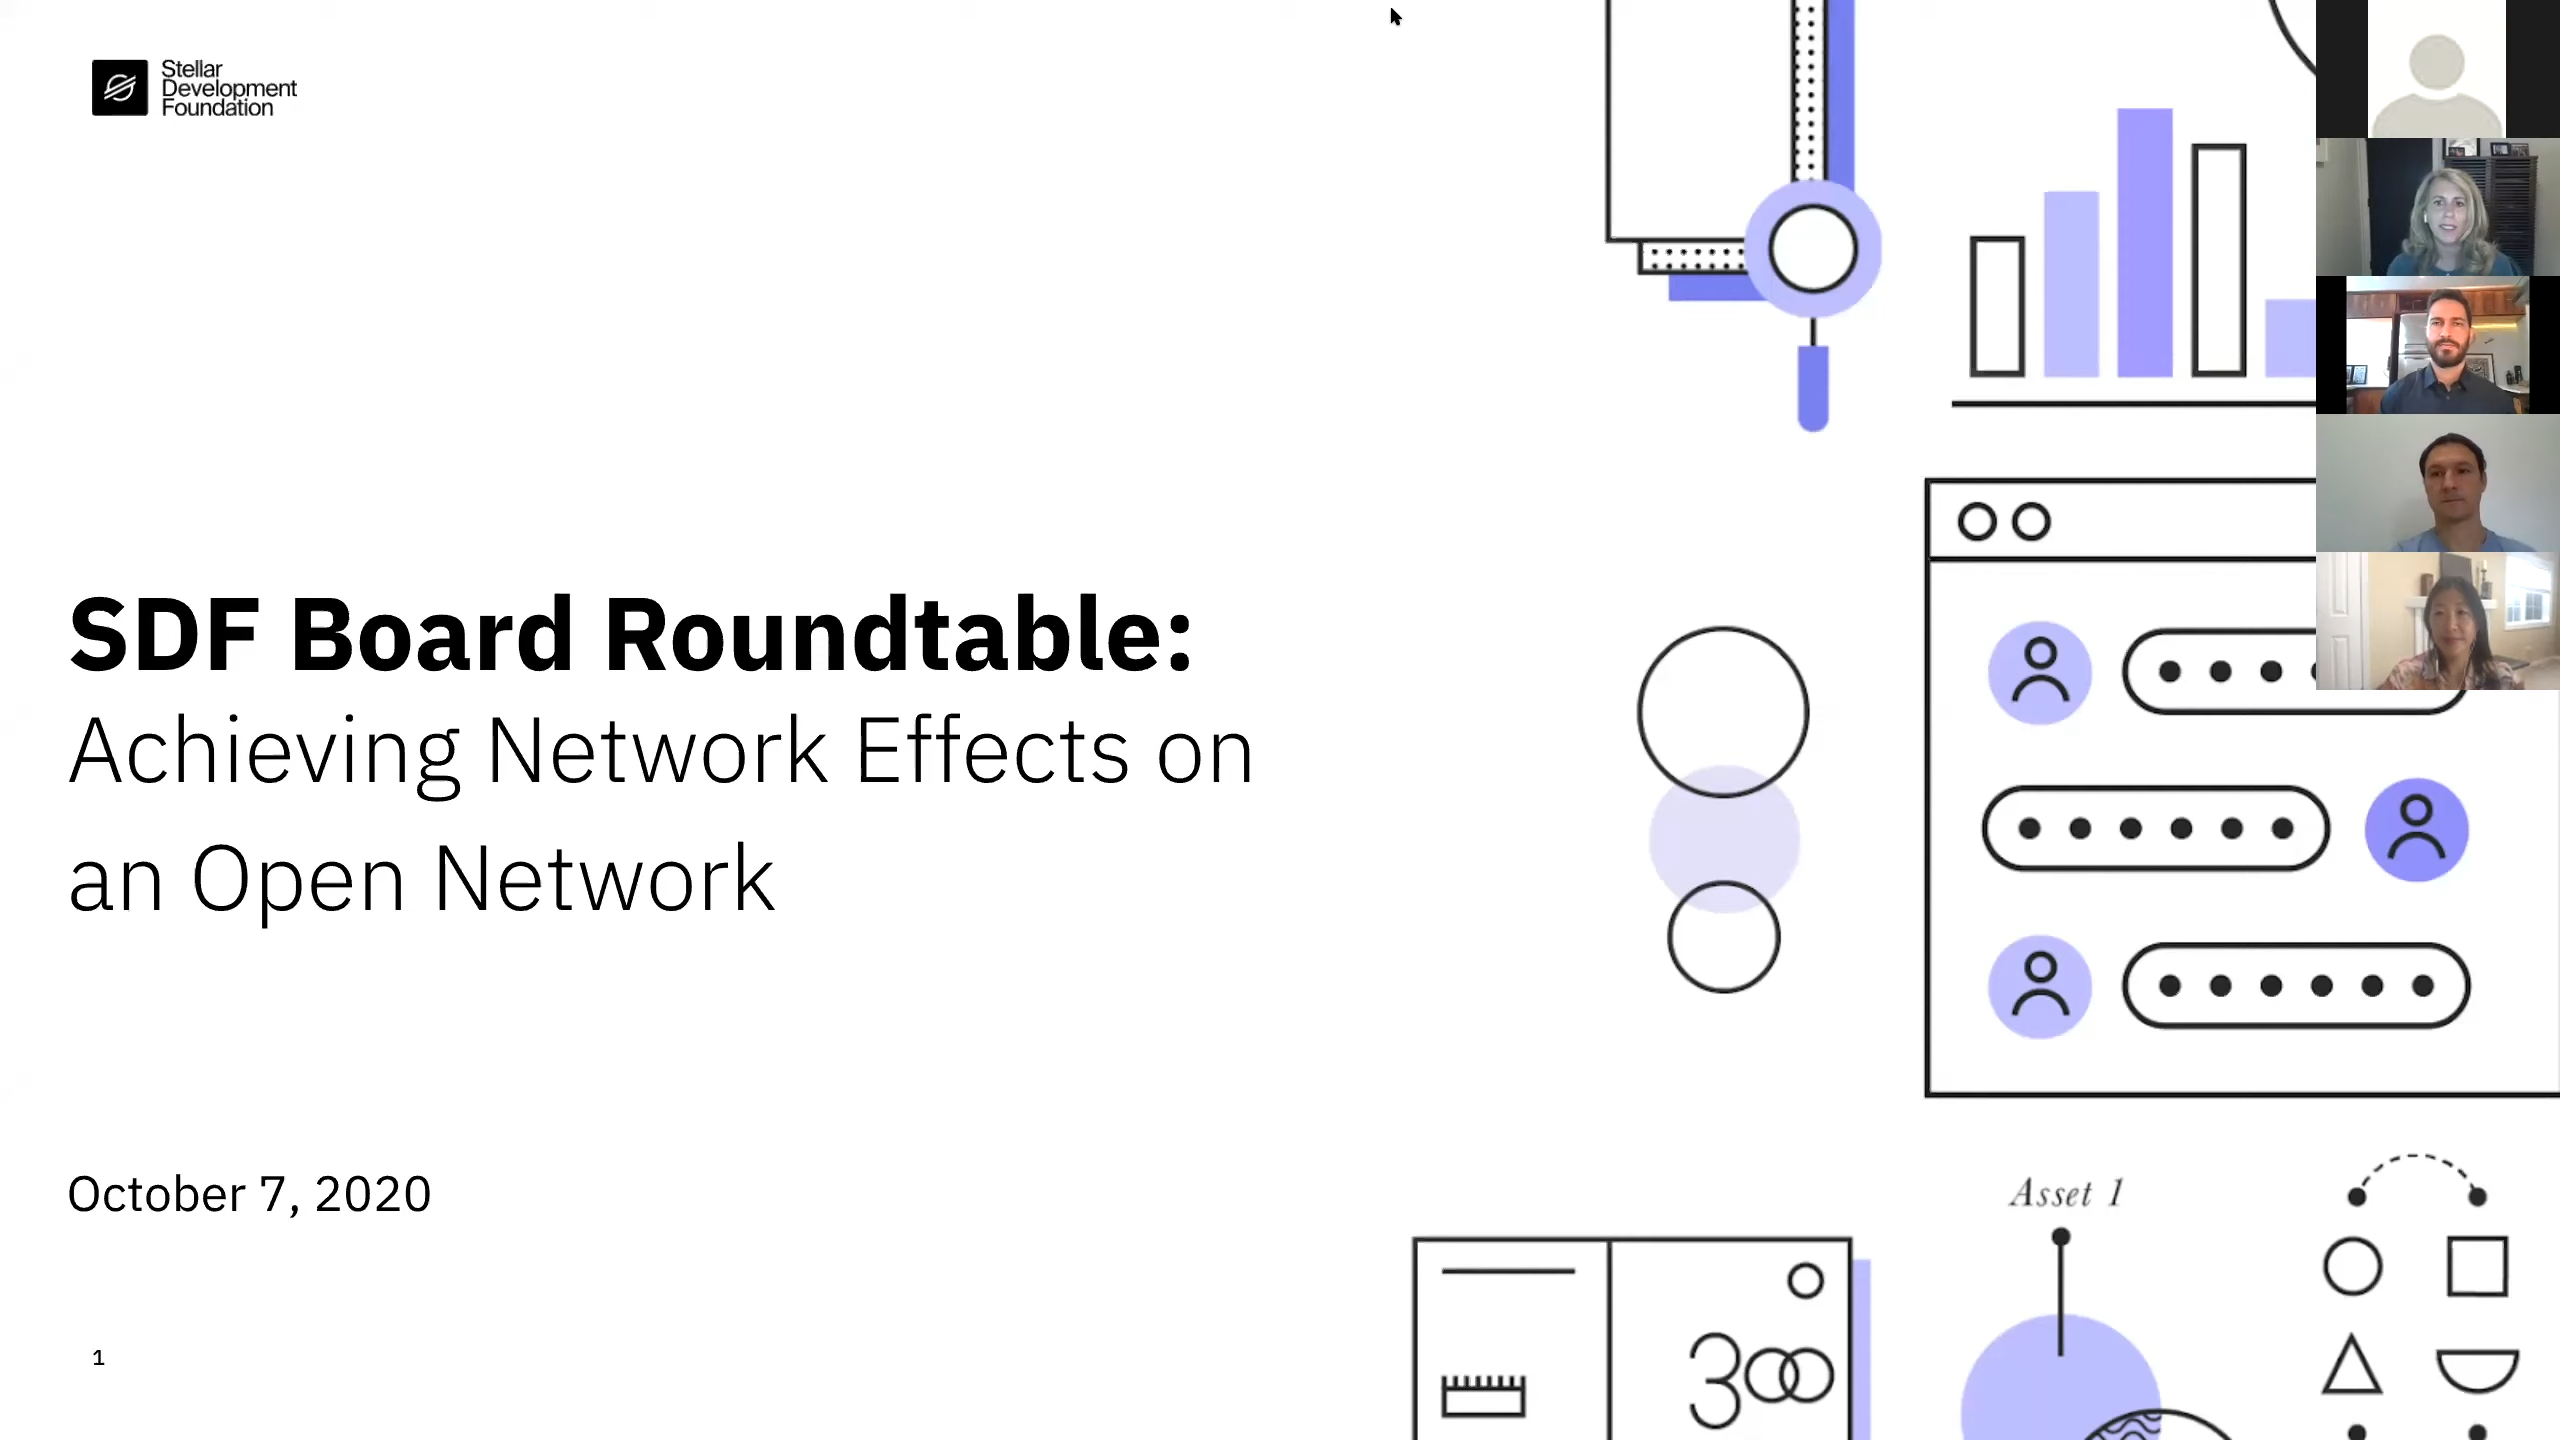 Stellar
Development
Foundation
SDF Board Roundtable:
Achieving Network Effects on
an Open Network
October 7, 2020
1
Asset 1
300